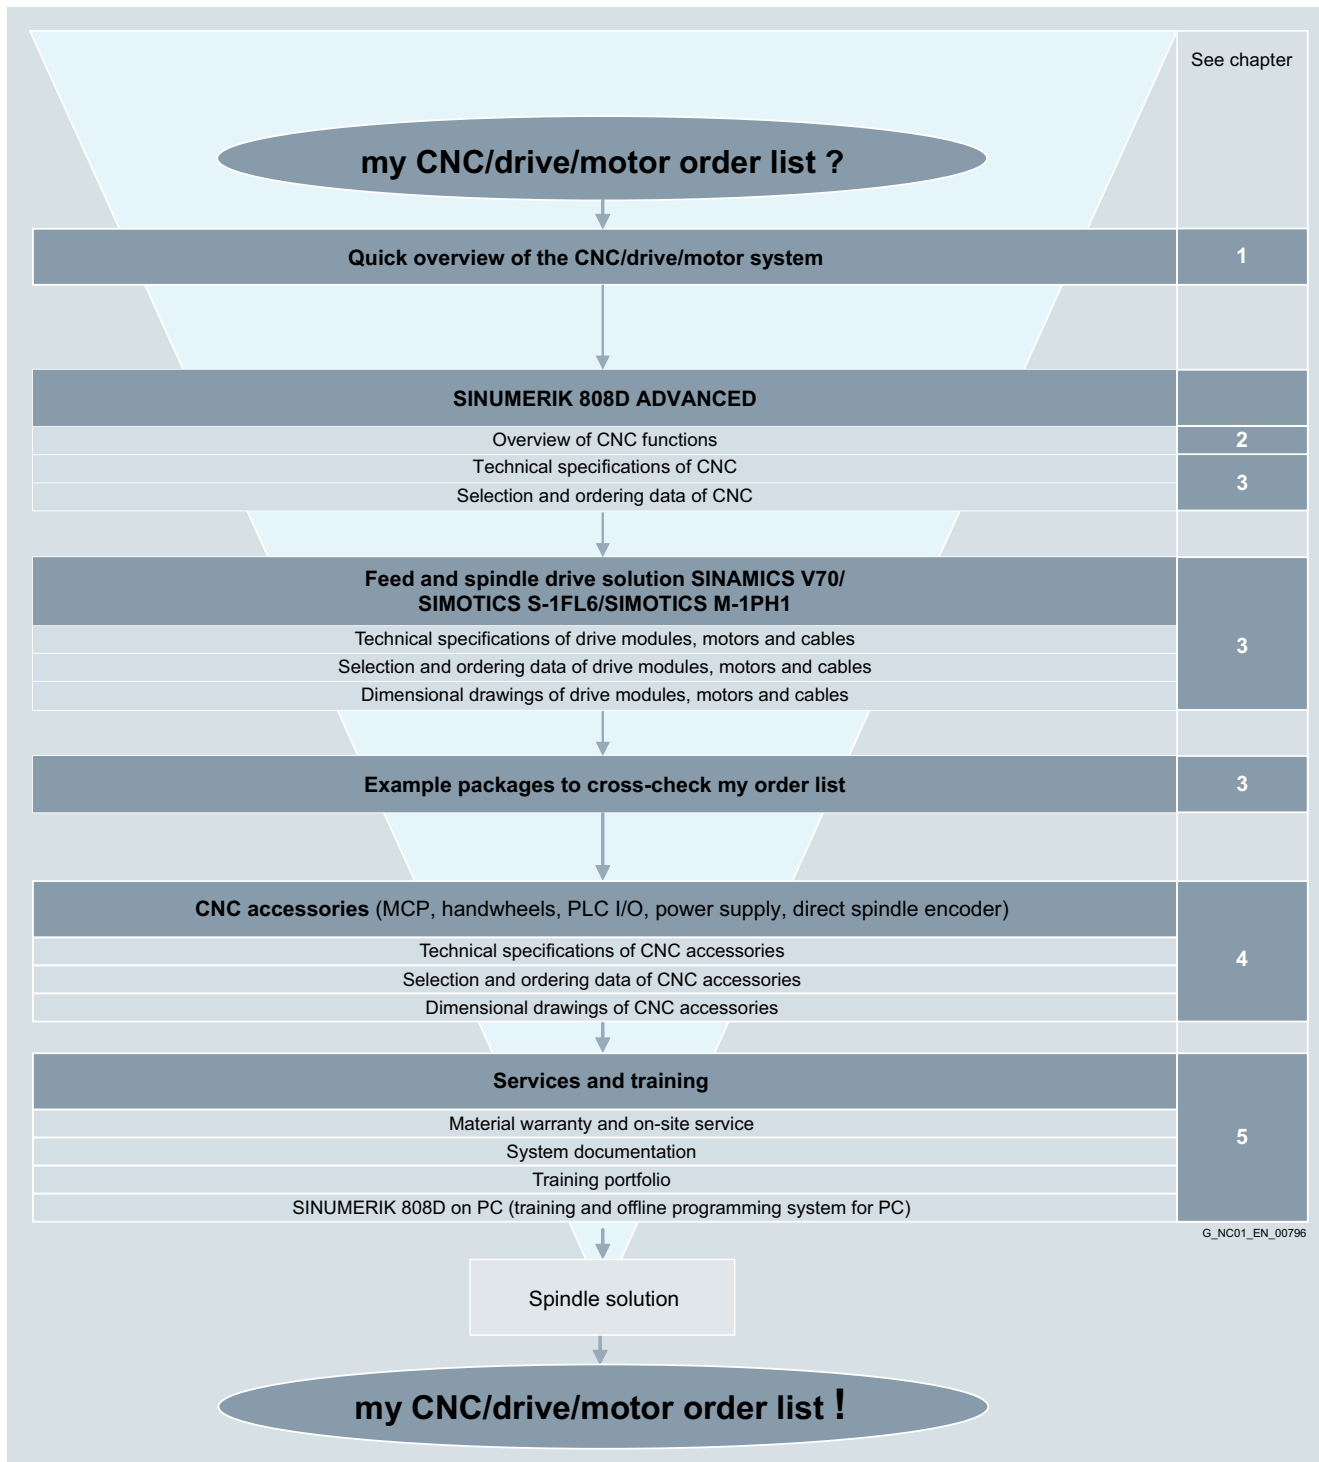 See chapter
my CNC/drive/motor order list ?
Quick overview of the CNC/drive/motor system
1
SINUMERIK 808D ADVANCED
Overview of CNC functions
2
Technical specifications of CNC
Selection and ordering data of CNC
3
Feed and spindle drive solution SINAMICS V70/
SIMOTICS S-1FL6/SIMOTICS M-1PH1
Technical specifications of drive modules, motors and cables
Selection and ordering data of drive modules, motors and cables
Dimensional drawings of drive modules, motors and cables
3
Example packages to cross-check my order list
3
CNC accessories (MCP, handwheels, PLC I/O, power supply, direct spindle encoder)
Technical specifications of CNC accessories
Selection and ordering data of CNC accessories
Dimensional drawings of CNC accessories
4
Services and training
Material warranty and on-site service
System documentation
Training portfolio
SINUMERIK 808D on PC (training and offline programming system for PC)
5
G_NC01_EN_00796
Spindle solution
my CNC/drive/motor order list !